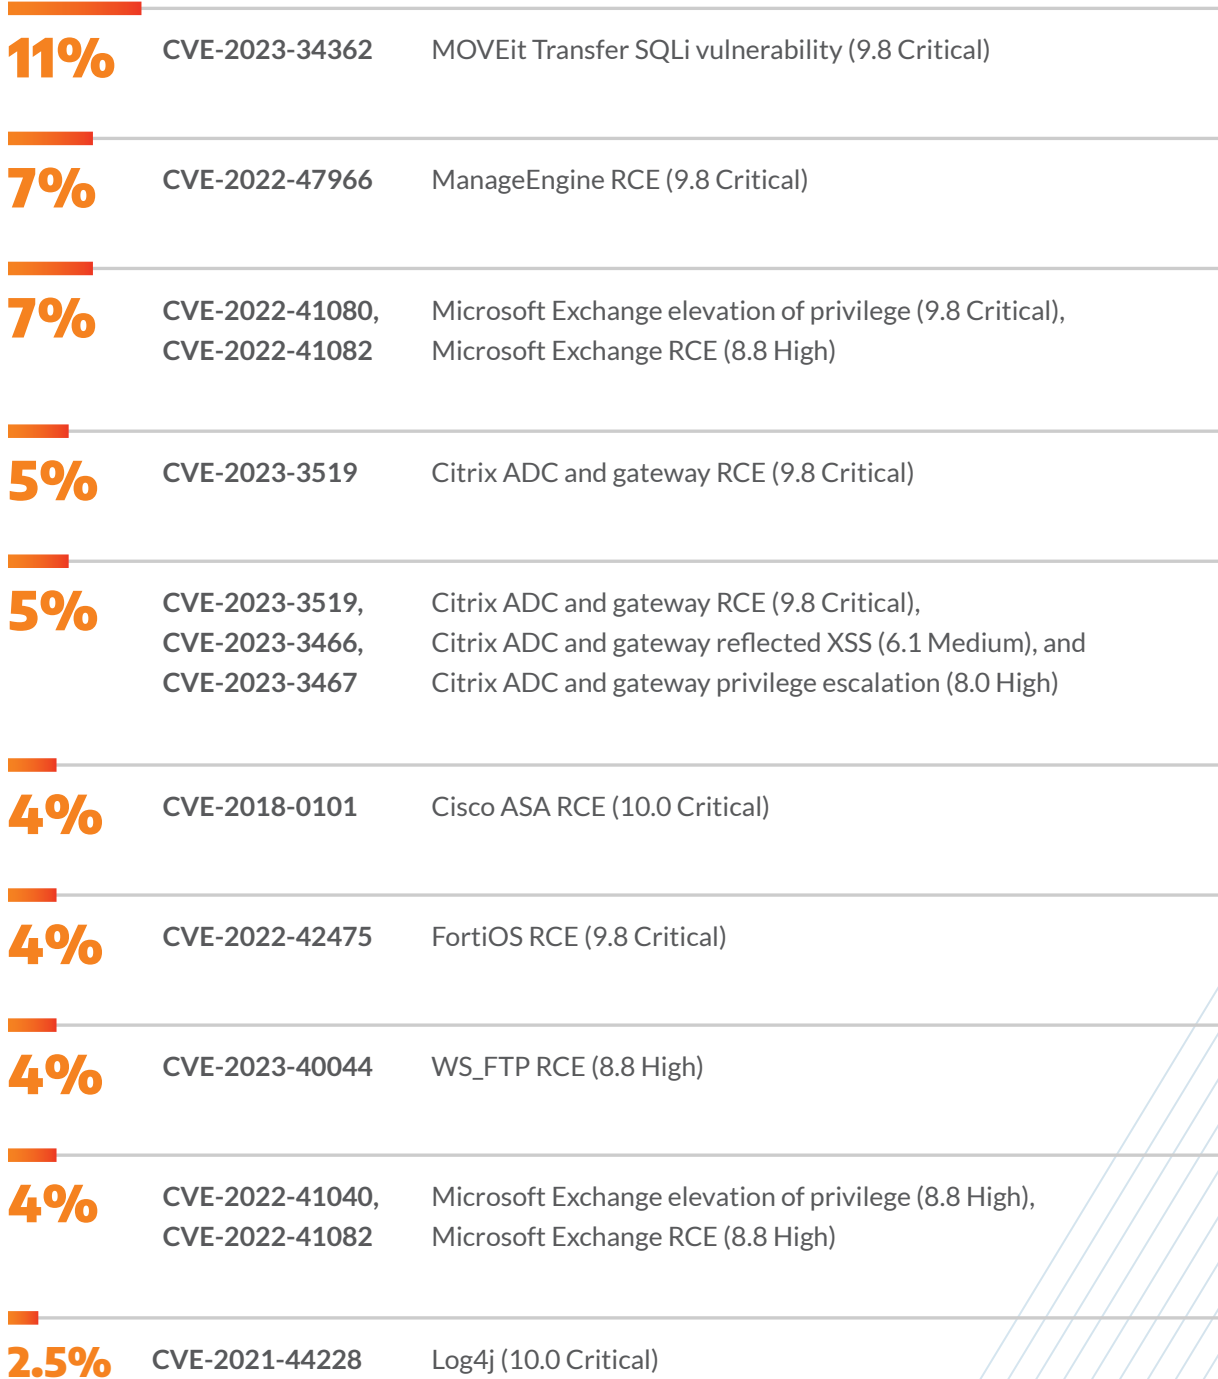 11% CVE-2023-34362 MOVEit Transfer SQLi vulnerability (9.8 Critical)
7% CVE-2022-47966 ManageEngine RCE (9.8 Critical)
7% CVE-2022-41080, Microsoft Exchange elevation of privilege (9.8 Critical),
CVE-2022-41082 Microsoft Exchange RCE (8.8 High)
5% CVE-2023-3519 Citrix ADC and gateway RCE (9.8 Critical)
5% CVE-2023-3519, Citrix ADC and gateway RCE (9.8 Critical),
CVE-2023-3466, Citrix ADC and gateway reflected XSS (6.1 Medium), and
CVE-2023-3467 Citrix ADC and gateway privilege escalation (8.0 High)
4% CVE-2018-0101 Cisco ASA RCE (10.0 Critical)
4% CVE-2022-42475 FortiOS RCE (9.8 Critical)
4% CVE-2023-40044 WS_FTP RCE (8.8 High)
4% CVE-2022-41040, Microsoft Exchange elevation of privilege (8.8 High),
CVE-2022-41082 Microsoft Exchange RCE (8.8 High)
2.5% CVE-2021-44228 Log4j (10.0 Critical)